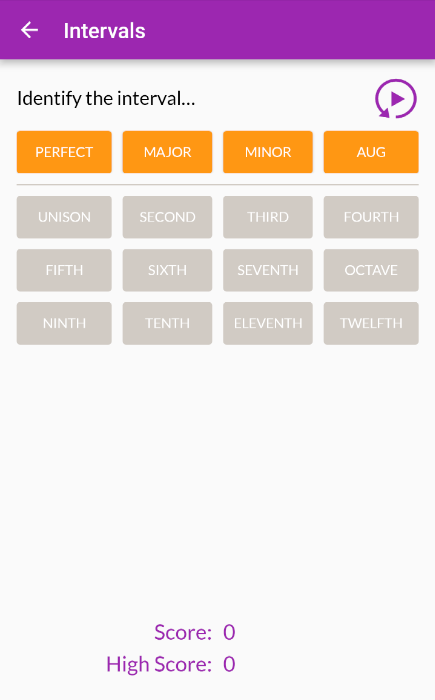 Intervals
Identify the interval...
PERFECT MAJOR MINOR AUG
UNISON SECOND THIRD FOURTH
FIFTH SIXTH SEVENTH OCTAVE
NINTH TENTH ELEVENTH TWELFTH
Score: 0
High Score: 0